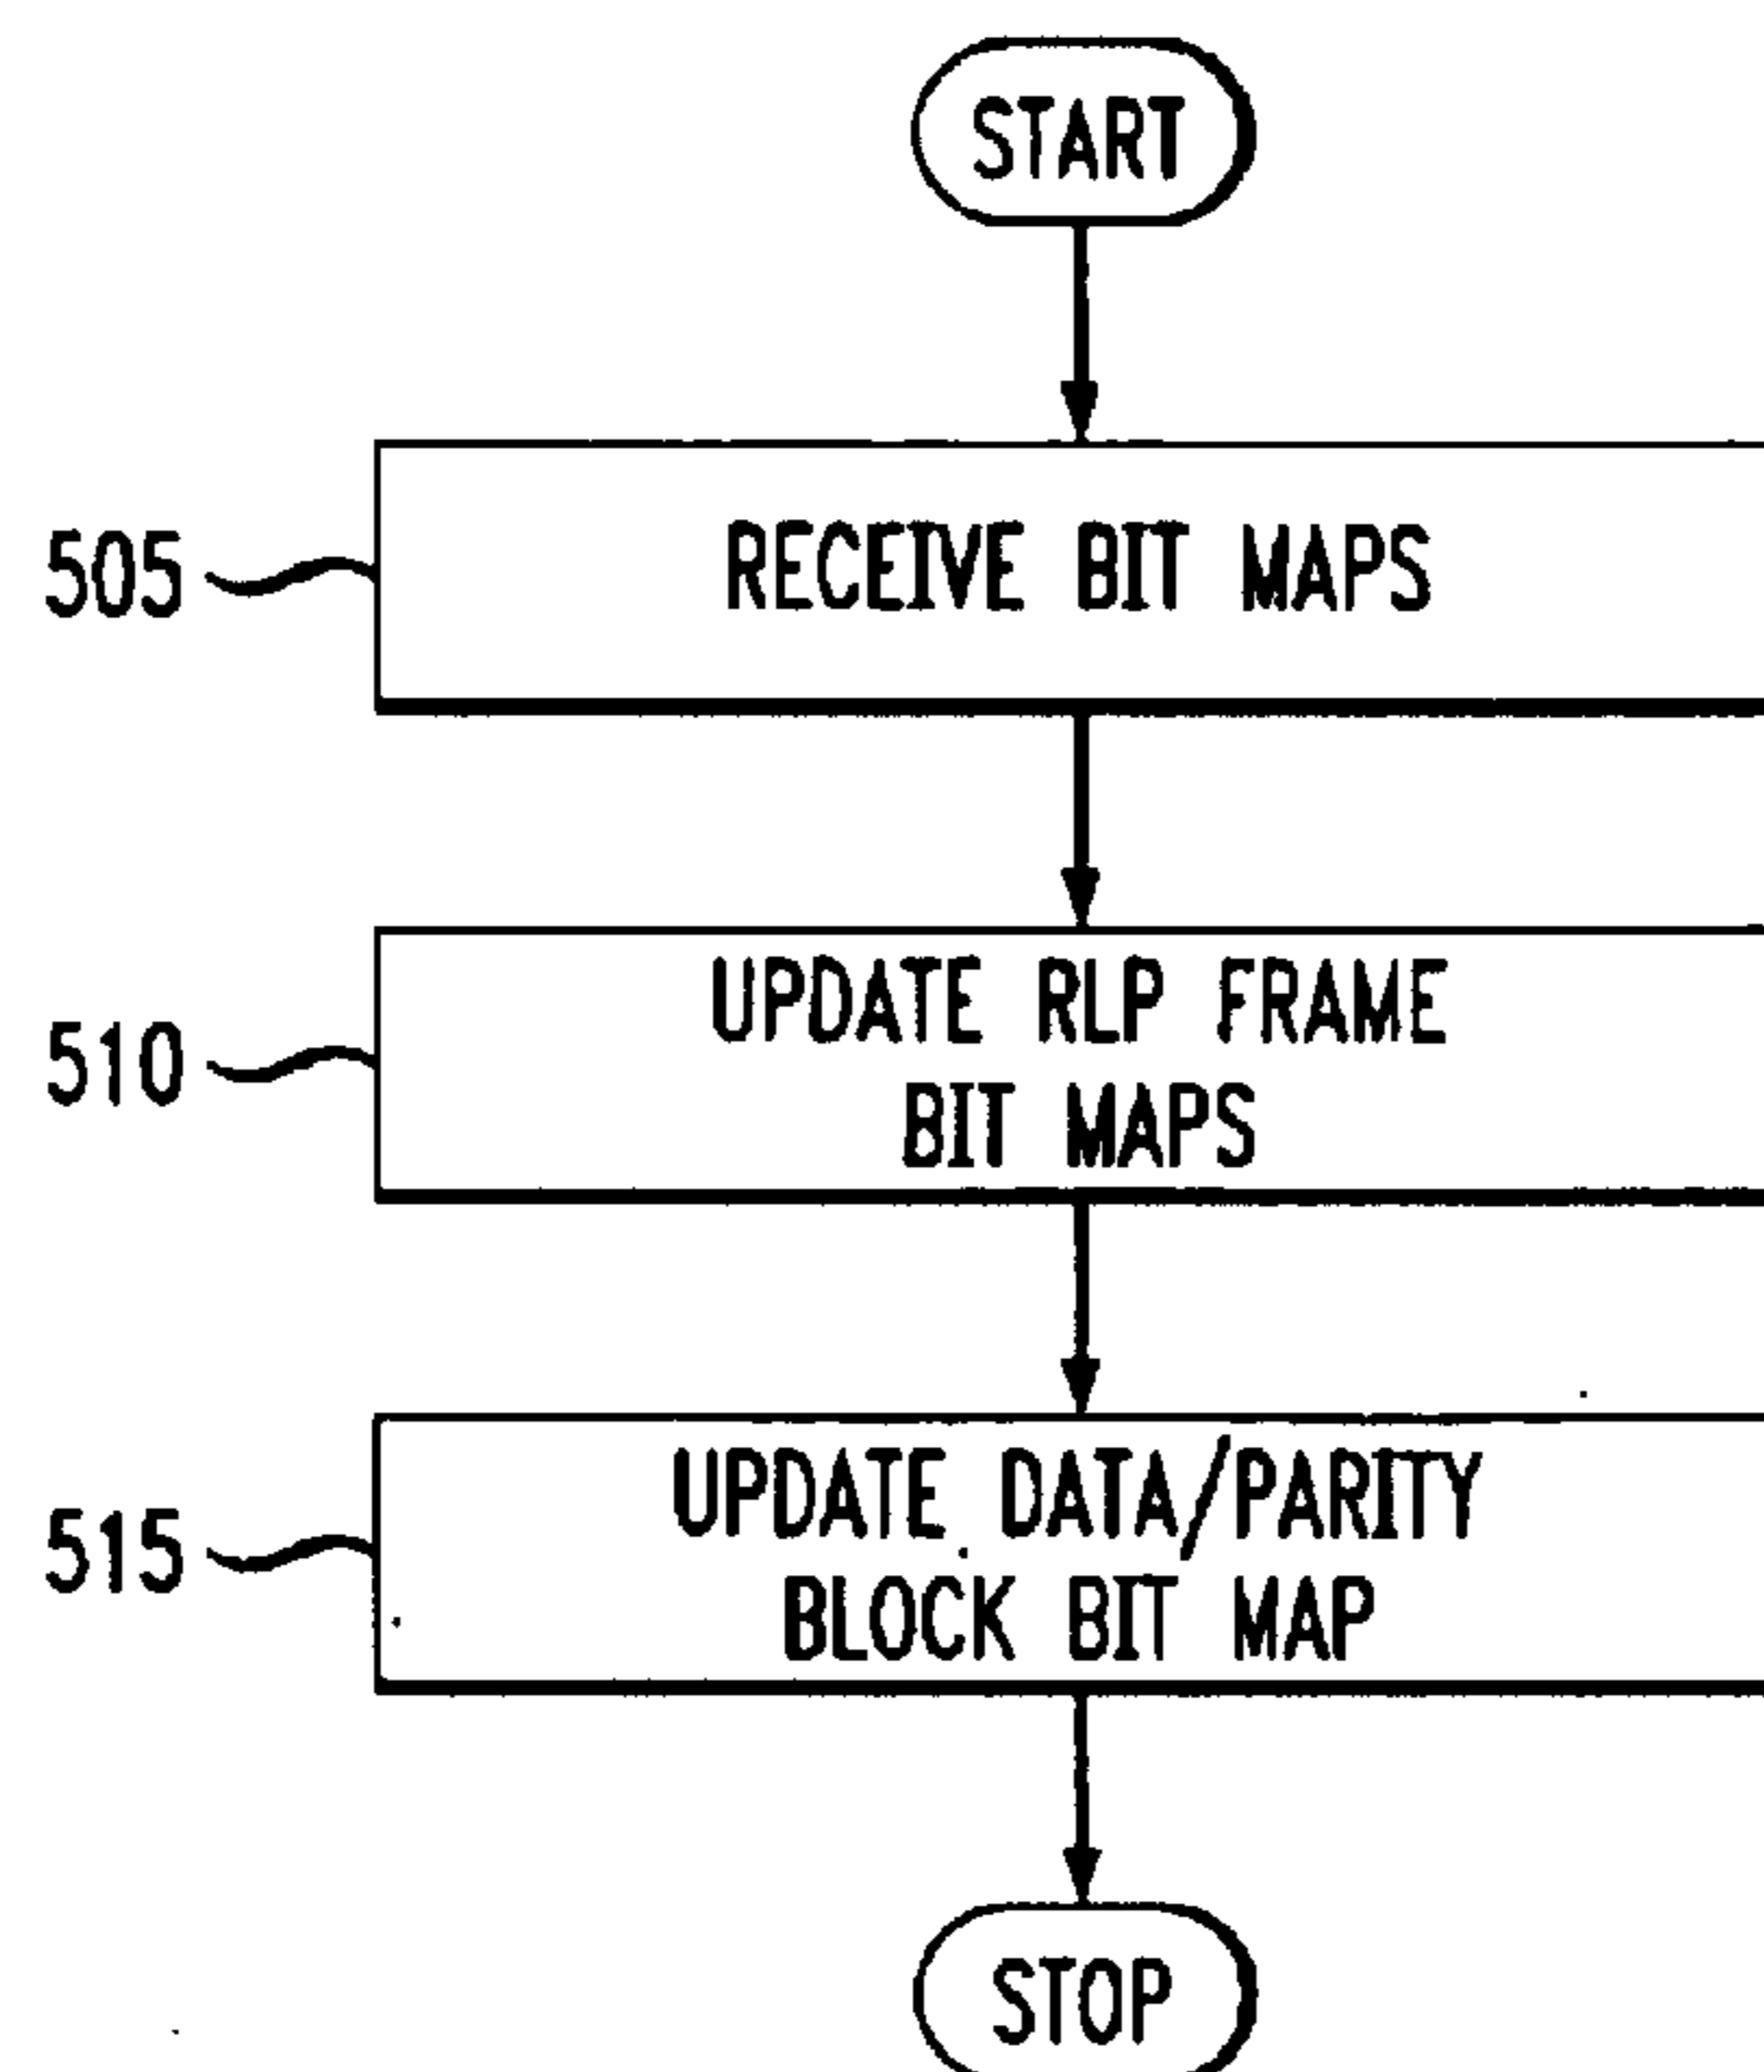 START
505
RECEIVE BIT MAPS
510
UPDATE RLP FRAME
BIT MAPS
515
UPDATE DATA/PARITY
BLOCK BIT MAP
STOP